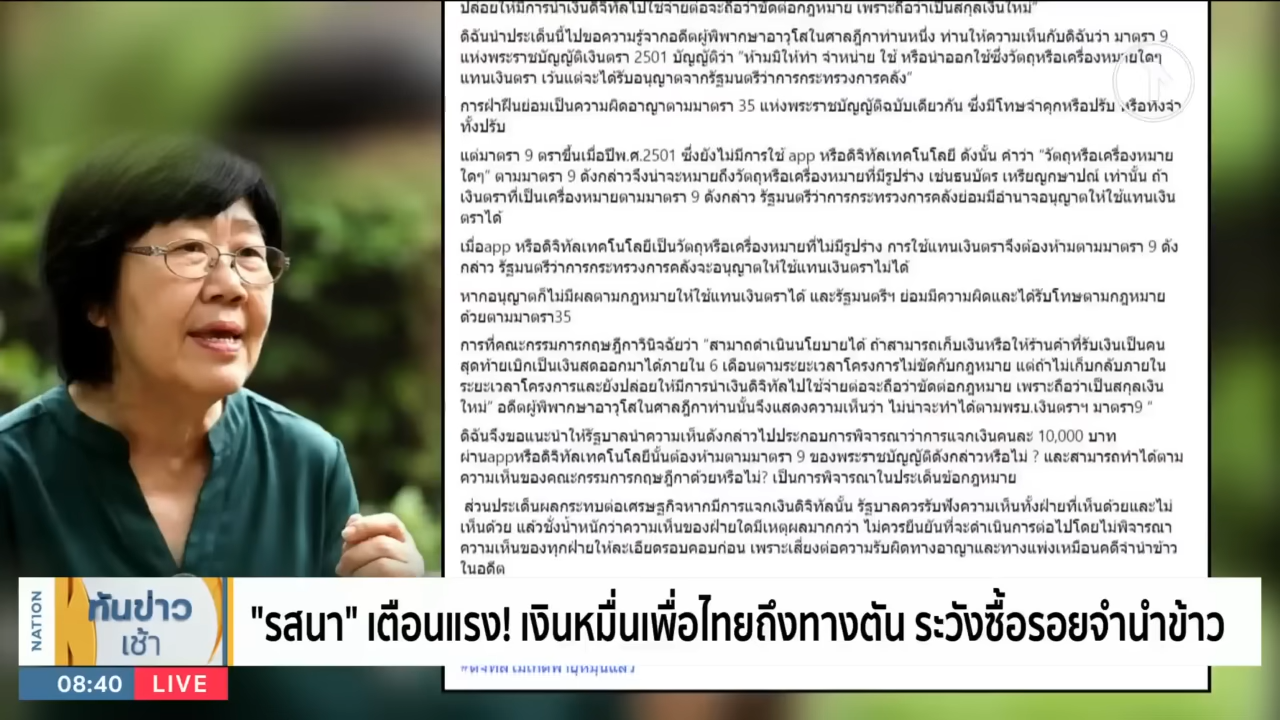 ปล่อยให้มีการนำเงินดิจิทัลไปใช้จ่ายต่อจะถือว่าขัดต่อกฎหมาย เพราะถือว่าเป็นสกุลเงินใหม่"
ดิฉันนำประเด็นนี้ไปขอความรู้จากอดีตผู้พิพากษาอาวุโสในศาลฎีกาท่านหนึ่ง ท่านให้ความเห็นกับดิฉันว่า มาตรา 9
แห่งพระราชบัญญัติเงินตรา 2501 บัญญัติว่า "ห้ามมิให้ทำ จำหน่าย ใช้ หรือนำออกใช้ซึ่งวัตถุหรือเครื่องหมายใดๆ
แทนเงินตรา เว้นแต่จะได้รับอนุญาตจากรัฐมนตรีว่าการกระทรวงการคลัง"
การฝ่าฝืนย่อมเป็นความผิดอาญาตามมาตรา 35 แห่งพระราชบัญญัติฉบับเดียวกัน ซึ่งมีโทษจำคุกหรือปรับ หรือทั้งจำ
ทั้งปรับ
แต่มาตรา 9 ตราขึ้นเมื่อปีพ.ศ.2501 ซึ่งยังไม่มีการใช้ app หรือดิจิทัลเทคโนโลยี ดังนั้น คำว่า "วัตถุหรือเครื่องหมาย
ใดๆ" ตามมาตรา 9 ดังกล่าวจึงน่าจะหมายถึงวัตถุหรือเครื่องหมายที่มีรูปร่าง เช่นธนบัตร เหรียญกษาปณ์ เท่านั้น ถ้า
เงินตราที่เป็นเครื่องหมายตามมาตรา 9 ดังกล่าว รัฐมนตรีว่าการกระทรวงการคลังย่อมมีอำนาจอนุญาตให้ใช้แทนเงิน
ตราได้
เมื่อapp หรือดิจิทัลเทคโนโลยีเป็นวัตถุหรือเครื่องหมายที่ไม่มีรูปร่าง การใช้แทนเงินตราจึงต้องห้ามตามมาตรา 9 ดัง
กล่าว รัฐมนตรีว่าการกระทรวงการคลังจะอนุญาตให้ใช้แทนเงินตราไม่ได้
หากอนุญาตก็ไม่มีผลตามกฎหมายให้ใช้แทนเงินตราได้ และรัฐมนตรีฯ ย่อมมีความผิดและได้รับโทษตามกฎหมาย
ด้วยตามมาตรา35
การที่คณะกรรมการกฤษฎีกาวินิจฉัยว่า "สามารถดำเนินนโยบายได้ ถ้าสามารถเก็บเงินหรือให้ร้านค้าที่รับเงินเป็นคน
สุดท้ายเบิกเป็นเงินสดออกมาได้ภายใน 6 เดือนตามระยะเวลาโครงการไม่ขัดกับกฎหมาย แต่ถ้าไม่เก็บกลับภายใน
ระยะเวลาโครงการและยังปล่อยให้มีการนำเงินดิจิทัลไปใช้จ่ายต่อจะถือว่าขัดต่อกฎหมาย เพราะถือว่าเป็นสกุลเงิน
ใหม่" อดีตผู้พิพากษาอาวุโสในศาลฎีกาท่านนั้นจึงแสดงความเห็นว่า ไม่น่าจะทำได้ตามพรบ.เงินตราฯ มาตรา9 "
ดิฉันจึงขอแนะนำให้รัฐบาลนำความเห็นดังกล่าวไปประกอบการพิจารณาว่าการแจกเงินคนละ 10,000 บาท
ผ่านappหรือดิจิทัลเทคโนโลยีนั้นต้องห้ามตามมาตรา 9 ของพระราชบัญญัติดังกล่าวหรือไม่ ? และสามารถทำได้ตาม
ความเห็นของคณะกรรมการกฤษฎีกาด้วยหรือไม่? เป็นการพิจารณาในประเด็นข้อกฎหมาย
ส่วนประเด็นผลกระทบต่อเศรษฐกิจหากมีการแจกเงินดิจิทัลนั้น รัฐบาลควรรับฟังความเห็นทั้งฝ่ายที่เห็นด้วยและไม่
เห็นด้วย แล้วชั่งน้ำหนักว่าความเห็นของฝ่ายใดมีเหตุผลมากกว่า ไม่ควรยืนยันที่จะดำเนินการต่อไปโดยไม่พิจารณา
ความเห็นของทุกฝ่ายให้ละเอียดรอบคอบก่อน เพราะเสี่ยงต่อความรับผิดทางอาญาและทางแพ่งเหมือนคดีจำนำข้าว
ในอดีต
NATION
ทันข่าว
เช้า
"รสนา" เตือนแรง! เงินหมื่นเพื่อไทยถึงทางตัน ระวังซื้อรอยจำนำข้าว
08:40 LIVE